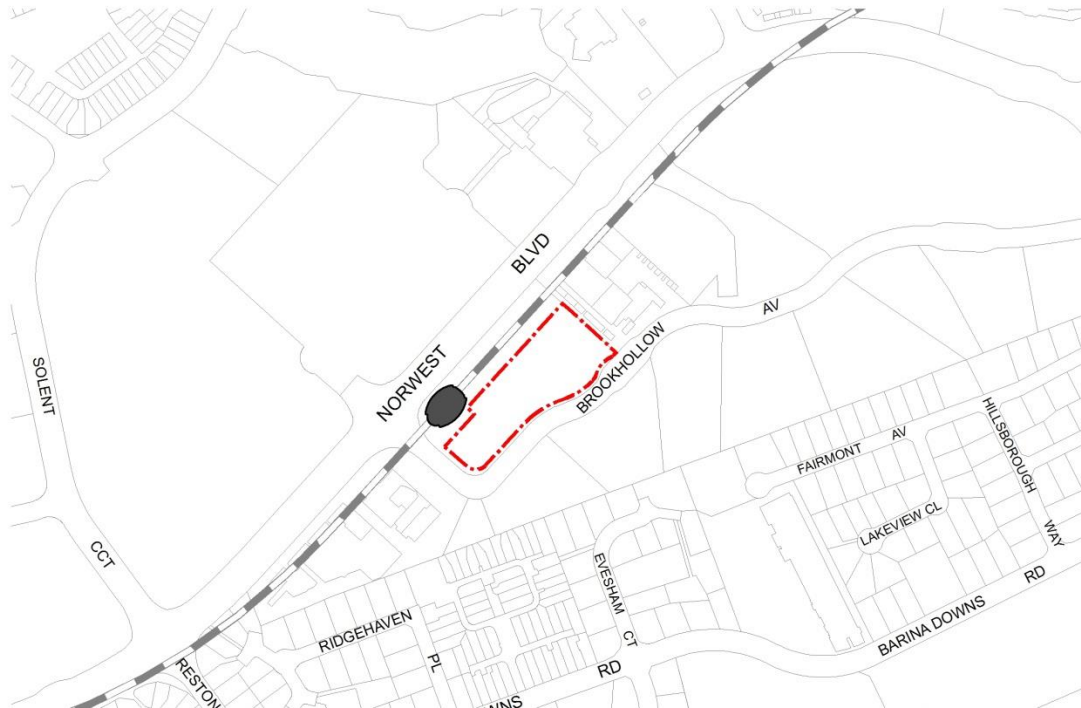 BLVD
NORWEST
AV
BROOKHOLLOW
SOLENT
CCT
HILLSBOROUGH
WAY
FAIRMONT AV
LAKEVIEW CL
EVESHAM
CT
RIDGEHAVEN
PL
BARINA DOWNS RD
RD
WNS
RESTON